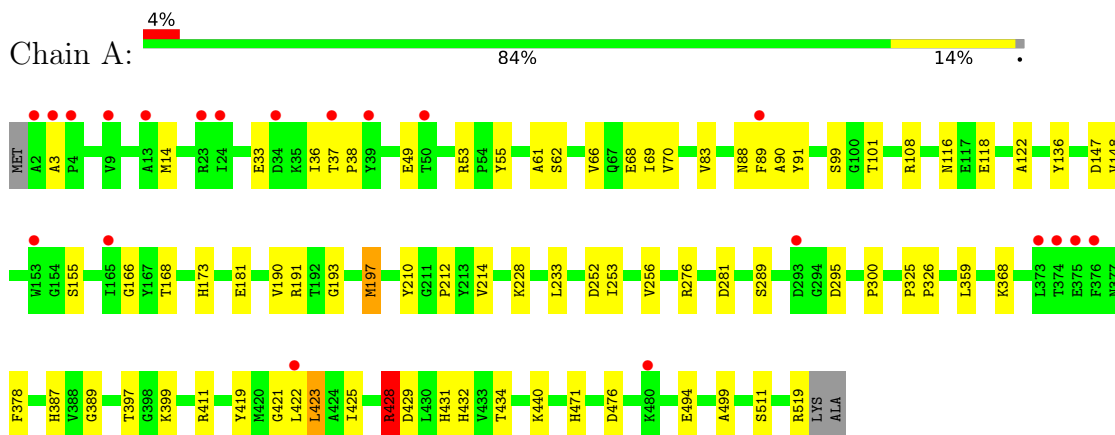 4%
Chain A:
84% 14% •
MET A2 A3 P4 V9 A13 M14 R23 I24 E33 D34 K35 I36 T37 P38 Y39 E49 T50 R53 P54 Y55 A61 S62 V66 Q67 E68 I69 V70 V83 N88 F89 A90 Y91 S99 G100 T101 R108 N116 E117 E118 A122 Y136 D147 V148
W153 G154 S155 I165 G166 Y167 T168 H173 E181 V190 R191 T192 G193 M197 Y210 G211 P212 Y213 V214 K228 L233 D252 I253 V256 R276 D281 S289 D293 G294 D295 P300 P325 P326 L359 K368 L373 T374 E375 F376 N377
F378 H387 V388 G389 T397 G398 K399 R411 Y419 M420 G421 L422 L423 A424 I425 R428 D429 L430 H431 H432 V433 T434 K440 H471 D476 K480 E494 A499 S511 R519 LYS ALA